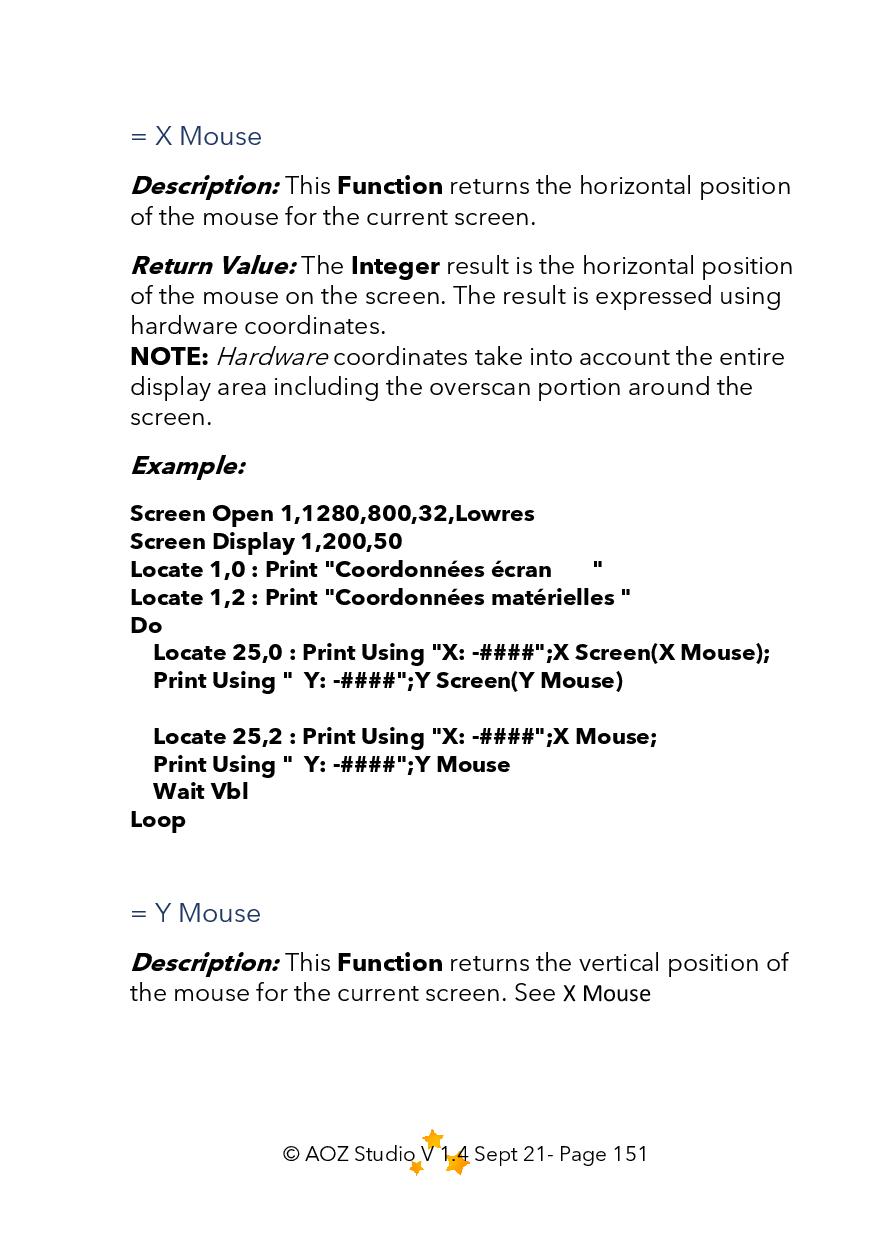 = X Mouse
Description: This Function returns the horizontal position
of the mouse for the current screen.
Return Value: The Integer result is the horizontal position
of the mouse on the screen. The result is expressed using
hardware coordinates.
NOTE: Hardware coordinates take into account the entire
display area including the overscan portion around the
screen.
Example:
Screen Open 1,1280,800,32,Lowres
Screen Display 1,200,50
Locate 1,0 : Print "Coordonnées écran      "
Locate 1,2 : Print "Coordonnées matérielles "
Do
    Locate 25,0 : Print Using "X: -####";X Screen(X Mouse);
    Print Using "  Y: -####";Y Screen(Y Mouse)
    Locate 25,2 : Print Using "X: -####";X Mouse;
    Print Using "  Y: -####";Y Mouse
    Wait Vbl
Loop
= Y Mouse
Description: This Function returns the vertical position of
the mouse for the current screen. See X Mouse
© AOZ Studio V 1.4 Sept 21- Page 151